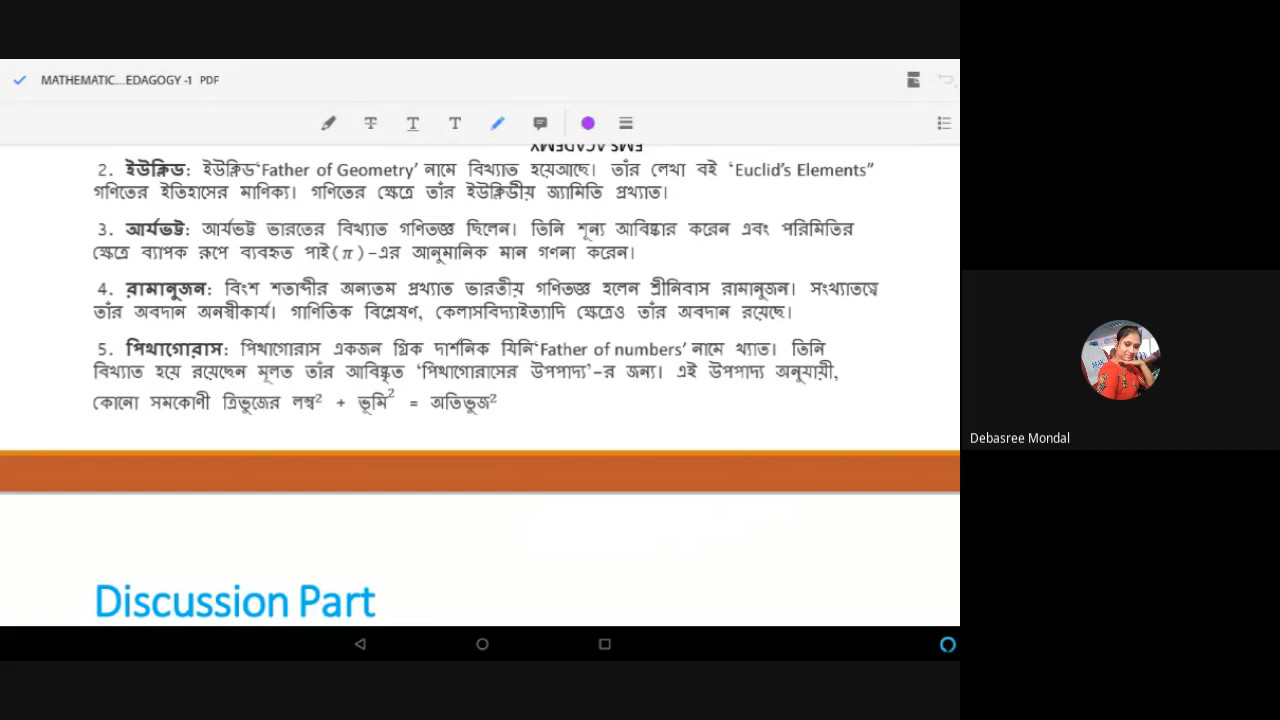 MATHEMATIC...EDAGOGY -1 PDF
EMS ACADEMY
2. ইউক্লিড: ইউক্লিড‘Father of Geometry’ নামে বিখ্যাত হয়েআছে। তাঁর লেখা বই ‘Euclid’s Elements”
গণিতের ইতিহাসের মাণিক্য। গণিতের ক্ষেত্রে তাঁর ইউক্লিডীয় জ্যামিতি প্রখ্যাত।
3. আর্যভট্ট: আর্যভট্ট ভারতের বিখ্যাত গণিতজ্ঞ ছিলেন। তিনি শূন্য আবিষ্কার করেন এবং পরিমিতির
ক্ষেত্রে ব্যাপক রূপে ব্যবহৃত পাই(π)-এর আনুমানিক মান গণনা করেন।
4. রামানুজন: বিংশ শতাব্দীর অন্যতম প্রখ্যাত ভারতীয় গণিতজ্ঞ হলেন শ্রীনিবাস রামানুজন। সংখ্যাতত্ত্বে
তাঁর অবদান অনস্বীকার্য। গাণিতিক বিশ্লেষণ, কেলাসবিদ্যাইত্যাদি ক্ষেত্রেও তাঁর অবদান রয়েছে।
5. পিথাগোরাস: পিথাগোরাস একজন গ্রিক দার্শনিক যিনি‘Father of numbers’ নামে খ্যাত। তিনি
বিখ্যাত হয়ে রয়েছেন মূলত তাঁর আবিষ্কৃত ‘পিথাগোরাসের উপপাদ্য’-র জন্য। এই উপপাদ্য অনুযায়ী,
কোনো সমকোণী ত্রিভুজের লম্ব² + ভূমি² = অতিভুজ²
Discussion Part
Debasree Mondal